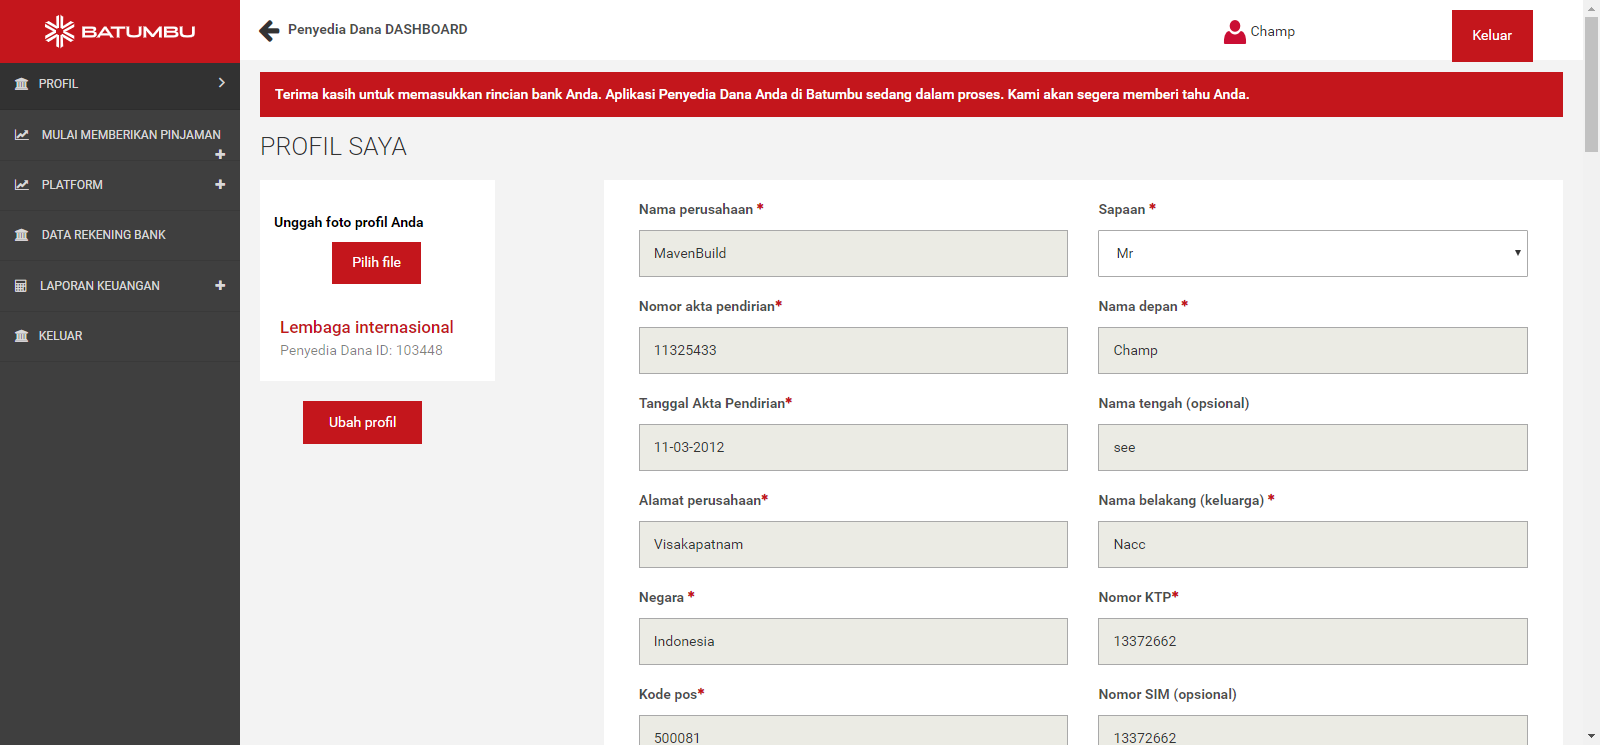 BATUMBU
Penyedia Dana DASHBOARD
Champ
Keluar
PROFIL
MULAI MEMBERIKAN PINJAMAN
PLATFORM
DATA REKENING BANK
LAPORAN KEUANGAN
KELUAR
Terima kasih untuk memasukkan rincian bank Anda. Aplikasi Penyedia Dana Anda di Batumbu sedang dalam proses. Kami akan segera memberi tahu Anda.
PROFIL SAYA
Unggah foto profil Anda
Pilih file
Lembaga internasional
Penyedia Dana ID: 103448
Ubah profil
Nama perusahaan *
MavenBuild
Nomor akta pendirian*
11325433
Tanggal Akta Pendirian*
11-03-2012
Alamat perusahaan*
Visakapatnam
Negara *
Indonesia
Kode pos*
500081
Sapaan *
Mr
Nama depan *
Champ
Nama tengah (opsional)
see
Nama belakang (keluarga) *
Nacc
Nomor KTP*
13372662
Nomor SIM (opsional)
13372662